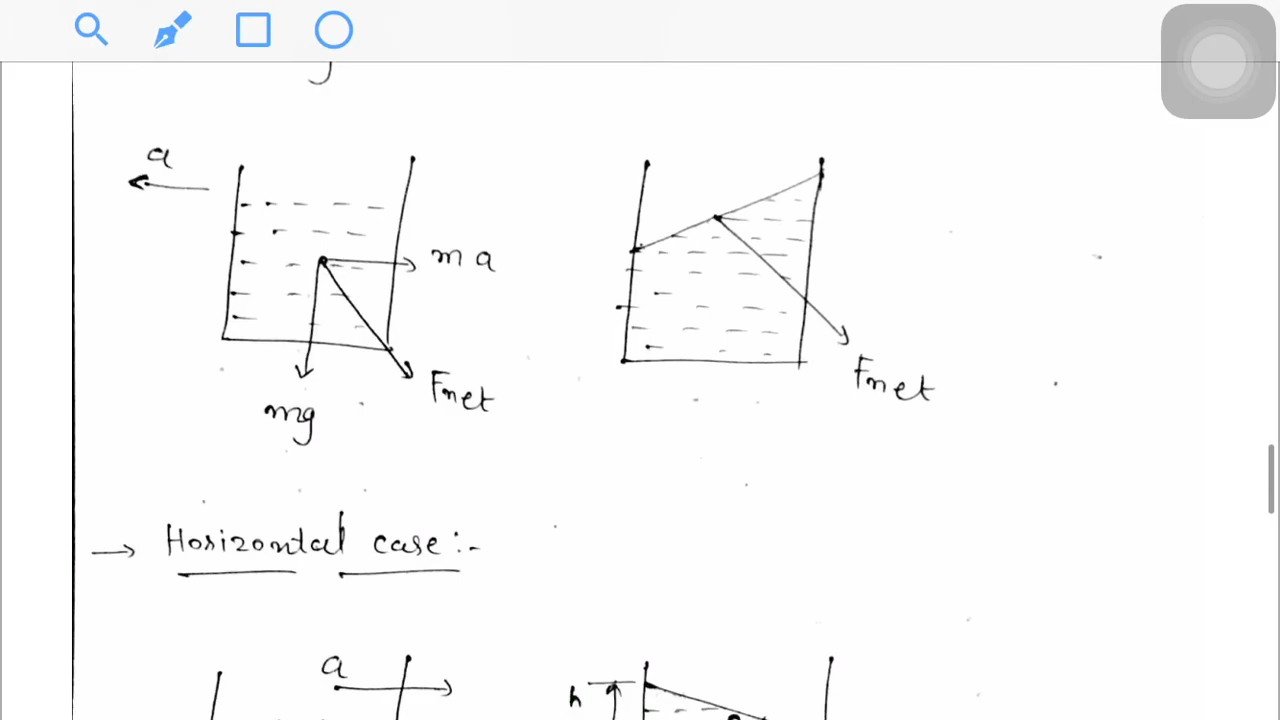 a
ma
Fnet
mg
Fnet
→ Horizontal case:-
a
h